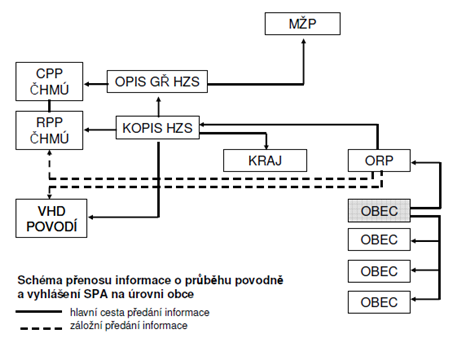 MŽP
CPP
ČHMÚ
OPIS GŘ HZS
RPP
ČHMÚ
KOPIS HZS
KRAJ
ORP
VHD
POVODÍ
OBEC
OBEC
OBEC
OBEC
Schéma přenosu informace o průběhu povodně
a vyhlášení SPA na úrovni obce
hlavní cesta předání informace
záložní předání informace